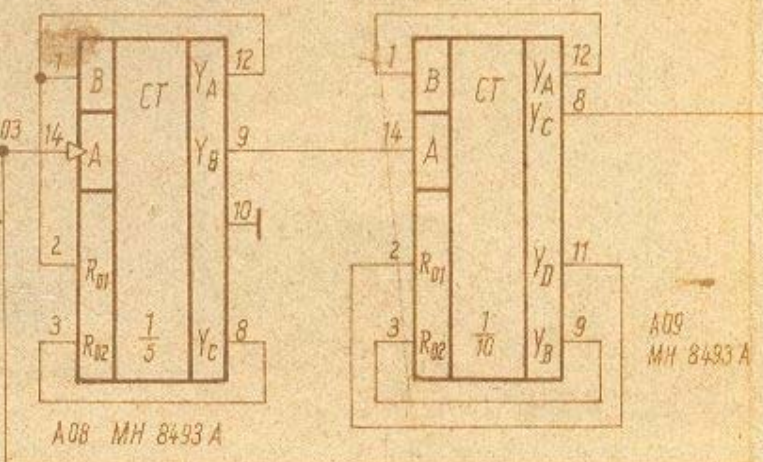 1 B CT YA 12 1 B CT YA 12
YC 8
03 14 A YB 9 14 A
10
2 R01 2 R01 YD 11
3 R02 1/5 YC 8 3 R02 1/10 YB 9
A09
MH 8493 A
A08 MH 8493 A